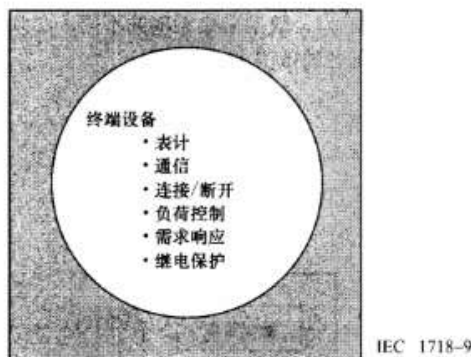 终端设备
·表计
·通信
·连接/断开
·负荷控制
·需求响应
·继电保护
IEC 1718-9